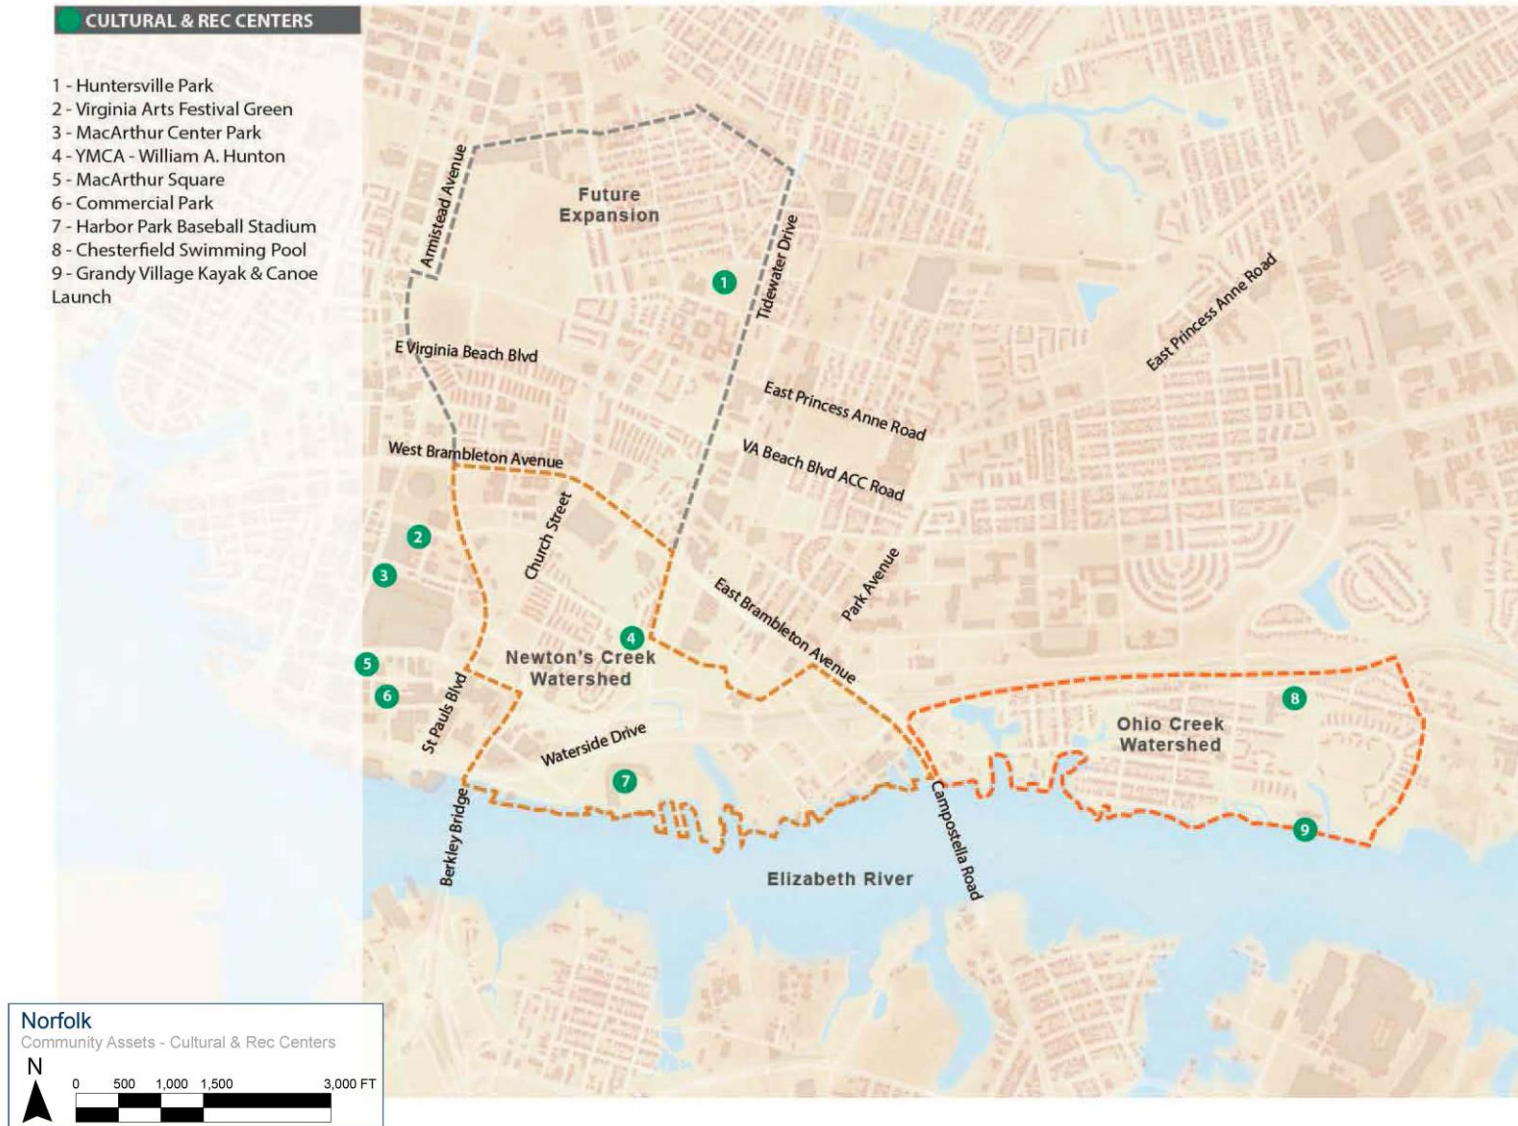 CULTURAL & REC CENTERS
1 - Huntersville Park
2 - Virginia Arts Festival Green
3 - MacArthur Center Park
4 - YMCA - William A. Hunton
5 - MacArthur Square
6 - Commercial Park
7 - Harbor Park Baseball Stadium
8 - Chesterfield Swimming Pool
9 - Grandy Village Kayak & Canoe
Launch
Armistead Avenue
Future
Expansion
Tidewater Drive
1
East Princess Anne Road
E Virginia Beach Blvd
East Princess Anne Road
West Brambleton Avenue
VA Beach Blvd ACC Road
Church Street
2
3
Park Avenue
East Brambleton Avenue
4
Newton's Creek
Watershed
5
6
St Pauls Blvd
8
Ohio Creek
Watershed
Waterside Drive
7
Berkley Bridge
Campostella Road
9
Elizabeth River
Norfolk
Community Assets - Cultural & Rec Centers
N
0 500 1,000 1,500 3,000 FT